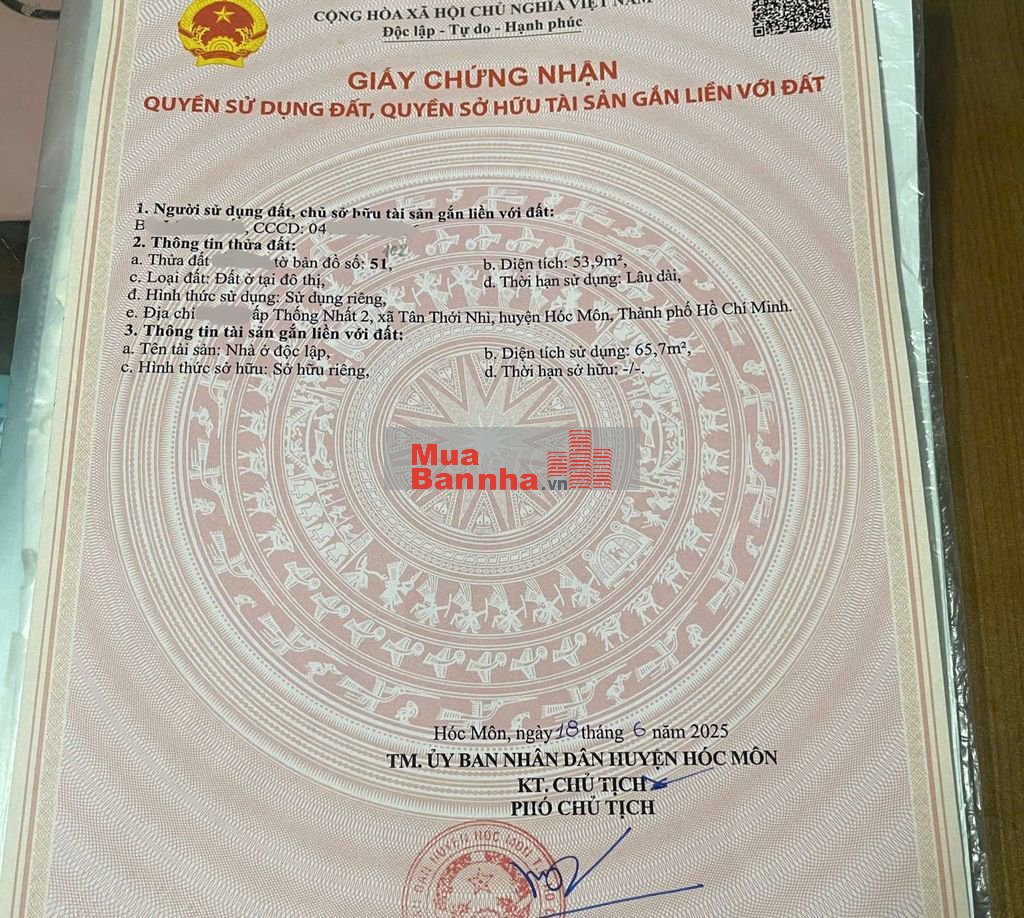 CỘNG HÒA XÃ HỘI CHỦ NGHĨA VIỆT NAM
Độc lập - Tự do - Hạnh phúc
GIẤY CHỨNG NHẬN
QUYỀN SỬ DỤNG ĐẤT, QUYỀN SỞ HỮU TÀI SẢN GẮN LIỀN VỚI ĐẤT
1. Người sử dụng đất, chủ sở hữu tài sản gắn liền với đất:
B , CCCD: 04
2. Thông tin thửa đất:
a. Thửa đất tờ bản đồ số: 51, b. Diện tích: 53,9m²,
c. Loại đất: Đất ở tại đô thị, d. Thời hạn sử dụng: Lâu dài,
đ. Hình thức sử dụng: Sử dụng riêng,
e. Địa chỉ ấp Thống Nhất 2, xã Tân Thới Nhì, huyện Hóc Môn, Thành phố Hồ Chí Minh.
3. Thông tin tài sản gắn liền với đất:
a. Tên tài sản: Nhà ở độc lập, b. Diện tích sử dụng: 65,7m²,
c. Hình thức sở hữu: Sở hữu riêng, d. Thời hạn sở hữu: -/-.
Mua
Bannha.vn
Hóc Môn, ngày 18 tháng 6 năm 2025
TM. ỦY BAN NHÂN DÂN HUYỆN HÓC MÔN
KT. CHỦ TỊCH
PHÓ CHỦ TỊCH
HUYỆN HÓC MÔN